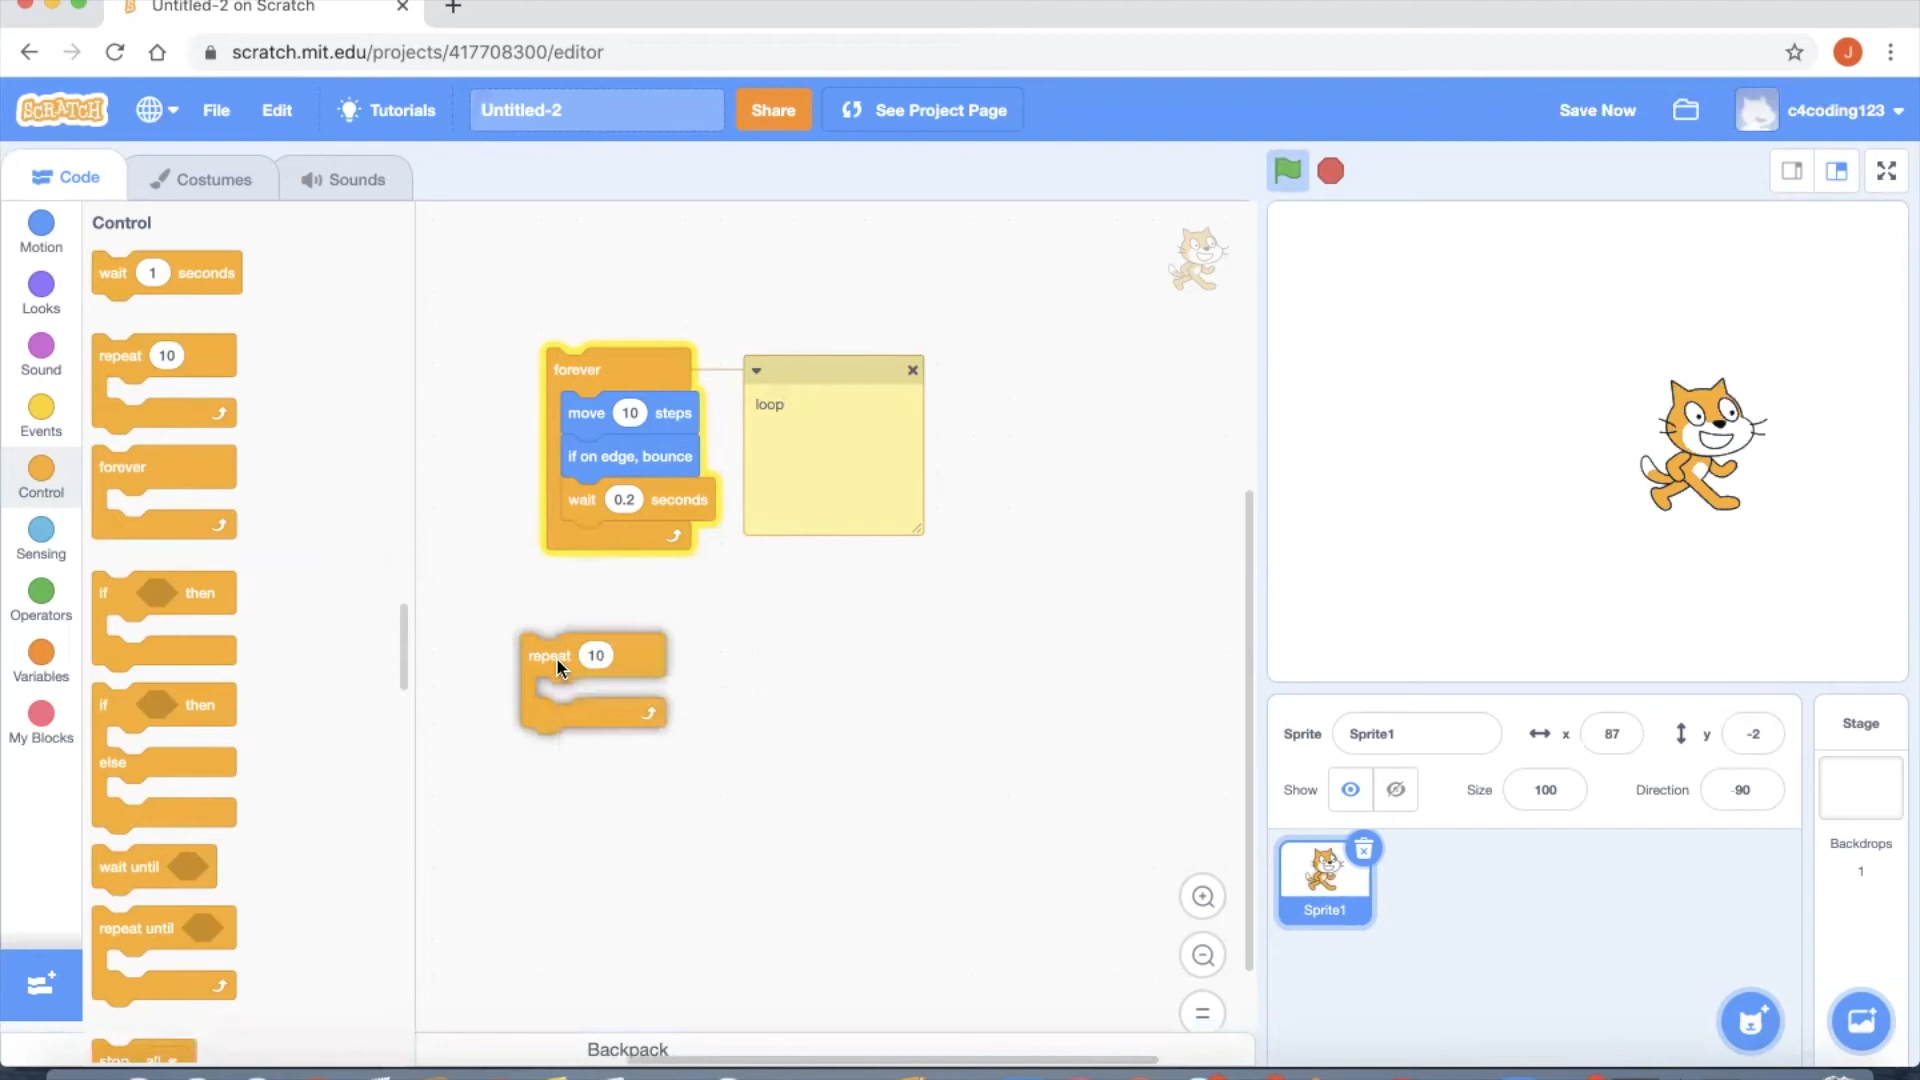 Untitled-2 on Scratch
scratch.mit.edu/projects/417708300/editor
J
SCRATCH
File
Edit
Tutorials
Untitled-2
Share
See Project Page
Save Now
c4coding123
Code
Costumes
Sounds
Motion
Looks
Sound
Events
Control
Sensing
Operators
Variables
My Blocks
Control
wait 1 seconds
repeat 10
forever
if then
if then
else
wait until
repeat until
stop all
forever
move 10 steps
if on edge, bounce
wait 0.2 seconds
loop
repeat 10
Backpack
Sprite
Sprite1
x 87
y -2
Show
Size 100
Direction -90
Sprite1
Stage
Backdrops
1